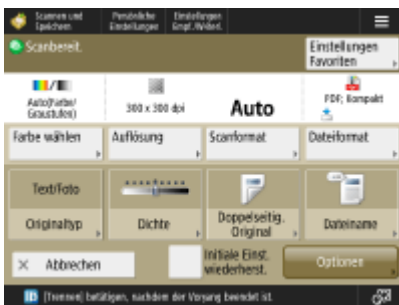 Scannen und
Speichern
Persönliche
Einstellungen
Einstellungen
Empf./Weiterl.
Scanbereit.
Einstellungen
Favoriten
Auto(Farbe/
Graustufen)
300 x 300 dpi
Auto
PDF; Kompakt
Farbe wählen
Auflösung
Scanformat
Dateiformat
Text/Foto
Originaltyp
Dichte
Doppelseitig.
Original
Dateiname
× Abbrechen
Initiale Einst.
wiederherst.
Optionen
[Trennen] betätigen, nachdem der Vorgang beendet ist.